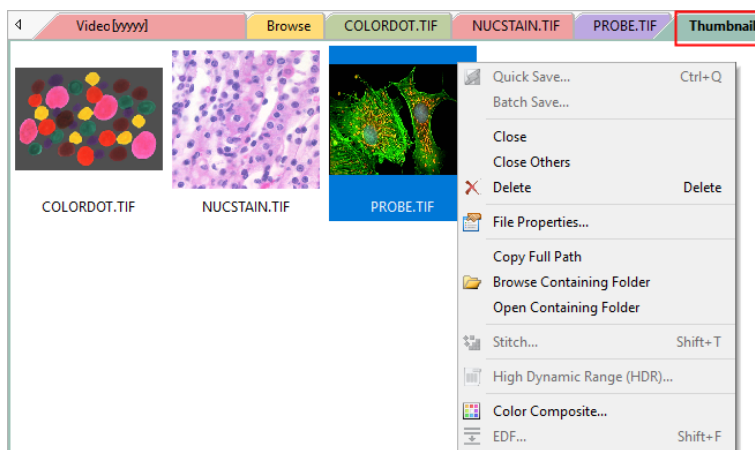 Video[yyyyy]
Browse
COLORDOT.TIF
NUCSTAIN.TIF
PROBE.TIF
Thumbnail
COLORDOT.TIF
NUCSTAIN.TIF
PROBE.TIF
Quick Save... Ctrl+Q
Batch Save...
Close
Close Others
Delete Delete
File Properties...
Copy Full Path
Browse Containing Folder
Open Containing Folder
Stitch... Shift+T
High Dynamic Range (HDR)...
Color Composite...
EDF... Shift+F